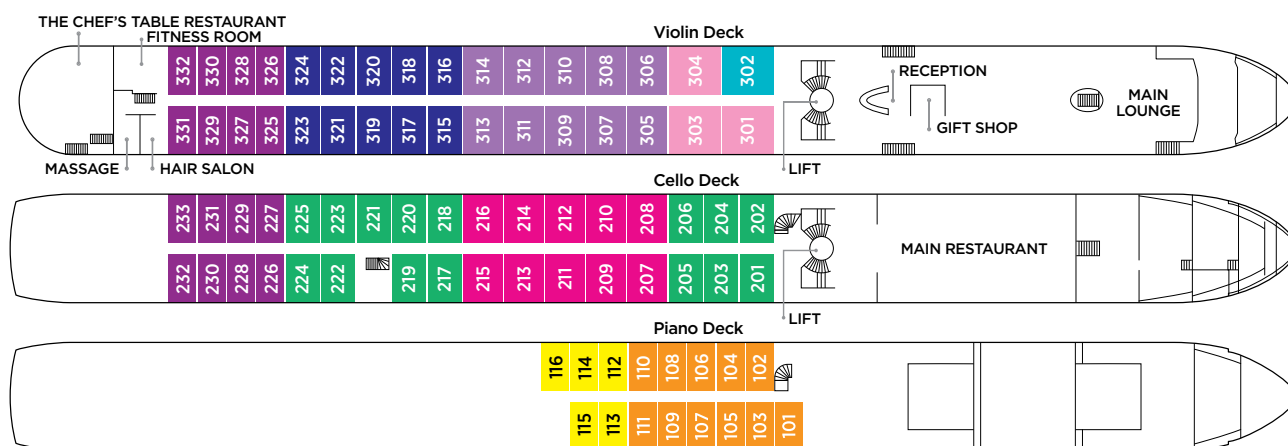 THE CHEF'S TABLE RESTAURANT
FITNESS ROOM
Violin Deck
332 330 328 326 324 322 320 318 316 314 312 310 308 306 304 302
RECEPTION
MAIN
LOUNGE
GIFT SHOP
331 329 327 325 323 321 319 317 315 313 311 309 307 305 303 301
MASSAGE
HAIR SALON
LIFT
Cello Deck
233 231 229 227 225 223 221 220 218 216 214 212 210 208 206 204 202
MAIN RESTAURANT
232 230 228 226 224 222 219 217 215 213 211 209 207 205 203 201
LIFT
Piano Deck
116 114 112 110 108 106 104 102
115 113 111 109 107 105 103 101